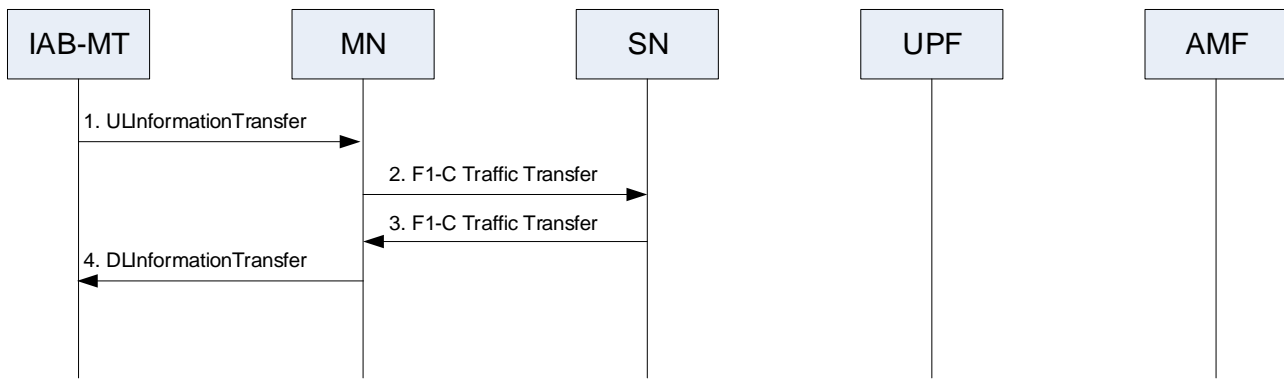 IAB-MT
MN
SN
UPF
AMF
1. ULInformationTransfer
2. F1-C Traffic Transfer
3. F1-C Traffic Transfer
4. DLInformationTransfer